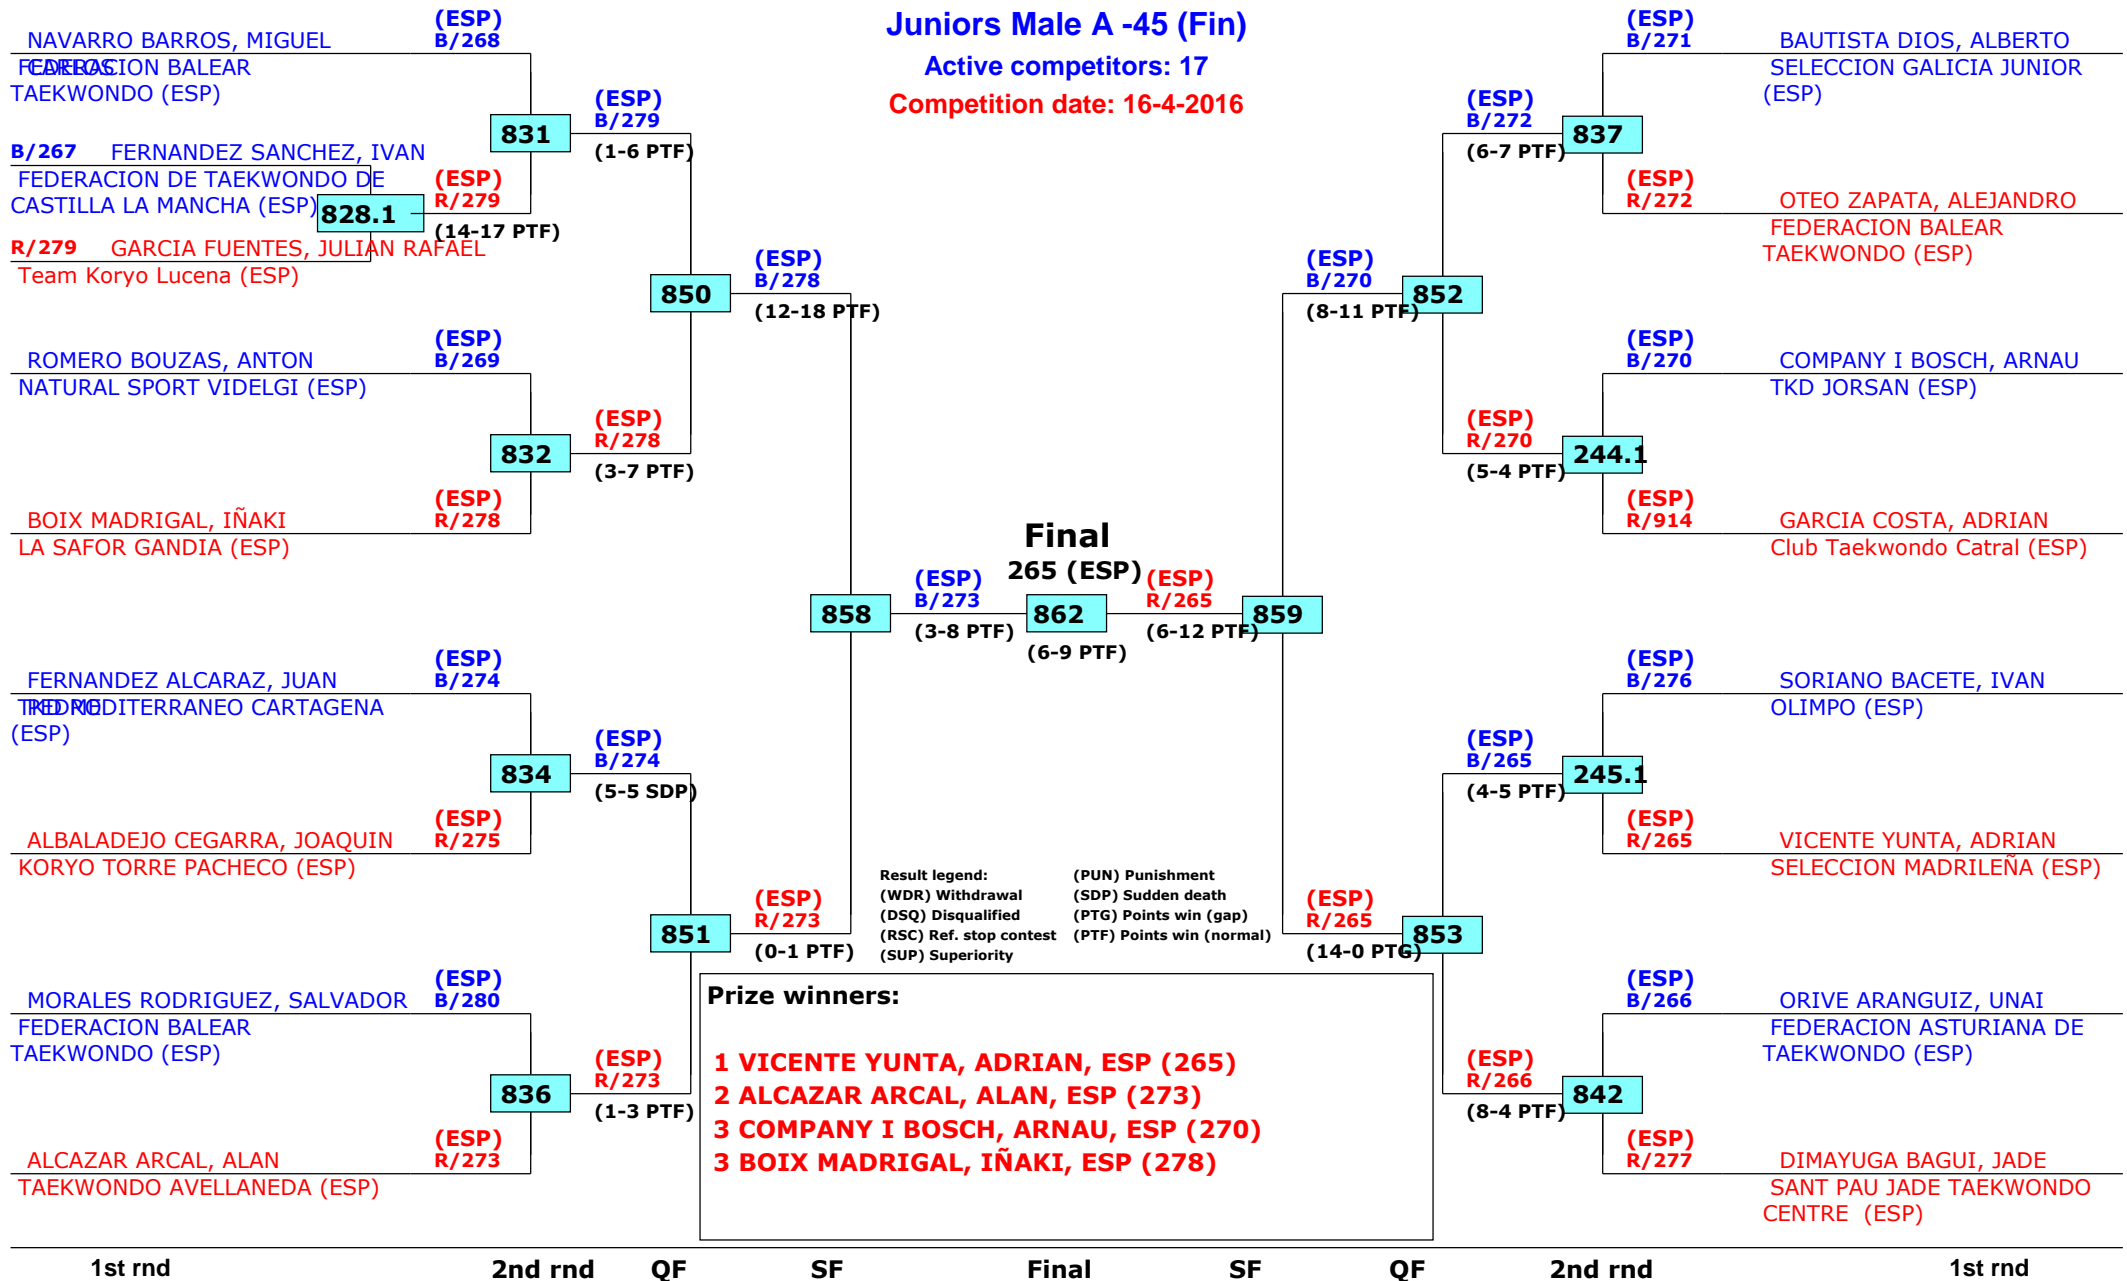 Juniors Male A -45 (Fin)
Active competitors: 17
Competition date: 16-4-2016
(ESP)
B/268
NAVARRO BARROS, MIGUEL
CARLOS
FEDERACION BALEAR
TAEKWONDO (ESP)
831
(ESP)
B/279
(1-6 PTF)
B/267 FERNANDEZ SANCHEZ, IVAN
FEDERACION DE TAEKWONDO DE
CASTILLA LA MANCHA (ESP)
828.1
(ESP)
R/279
(14-17 PTF)
R/279 GARCIA FUENTES, JULIAN RAFAEL
Team Koryo Lucena (ESP)
850
(ESP)
B/278
(12-18 PTF)
(ESP)
B/269
ROMERO BOUZAS, ANTON
NATURAL SPORT VIDELGI (ESP)
832
(ESP)
R/278
(3-7 PTF)
(ESP)
R/278
BOIX MADRIGAL, IÑAKI
LA SAFOR GANDIA (ESP)
858
(ESP)
B/273
(3-8 PTF)
(ESP)
B/274
FERNANDEZ ALCARAZ, JUAN
PEDRO
TKD MEDITERRANEO CARTAGENA
(ESP)
834
(ESP)
B/274
(5-5 SDP)
(ESP)
R/275
ALBALADEJO CEGARRA, JOAQUIN
KORYO TORRE PACHECO (ESP)
851
(ESP)
R/273
(0-1 PTF)
(ESP)
B/280
MORALES RODRIGUEZ, SALVADOR
FEDERACION BALEAR
TAEKWONDO (ESP)
836
(ESP)
R/273
(1-3 PTF)
(ESP)
R/273
ALCAZAR ARCAL, ALAN
TAEKWONDO AVELLANEDA (ESP)
Final
265 (ESP)
862
(6-9 PTF)
(ESP)
R/265
(6-12 PTF)
859
(ESP)
B/271
BAUTISTA DIOS, ALBERTO
SELECCION GALICIA JUNIOR
(ESP)
(ESP)
B/272
(6-7 PTF)
837
(ESP)
R/272
OTEO ZAPATA, ALEJANDRO
FEDERACION BALEAR
TAEKWONDO (ESP)
(ESP)
B/270
(8-11 PTF)
852
(ESP)
B/270
COMPANY I BOSCH, ARNAU
TKD JORSAN (ESP)
(ESP)
R/270
(5-4 PTF)
244.1
(ESP)
R/914
GARCIA COSTA, ADRIAN
Club Taekwondo Catral (ESP)
(ESP)
B/276
SORIANO BACETE, IVAN
OLIMPO (ESP)
(ESP)
B/265
(4-5 PTF)
245.1
(ESP)
R/265
VICENTE YUNTA, ADRIAN
SELECCION MADRILEÑA (ESP)
(ESP)
R/265
(14-0 PTG)
853
(ESP)
B/266
ORIVE ARANGUIZ, UNAI
FEDERACION ASTURIANA DE
TAEKWONDO (ESP)
(ESP)
R/266
(8-4 PTF)
842
(ESP)
R/277
DIMAYUGA BAGUI, JADE
SANT PAU JADE TAEKWONDO
CENTRE (ESP)
Result legend:
(WDR) Withdrawal
(DSQ) Disqualified
(RSC) Ref. stop contest
(SUP) Superiority
(PUN) Punishment
(SDP) Sudden death
(PTG) Points win (gap)
(PTF) Points win (normal)
Prize winners:
1 VICENTE YUNTA, ADRIAN, ESP (265)
2 ALCAZAR ARCAL, ALAN, ESP (273)
3 COMPANY I BOSCH, ARNAU, ESP (270)
3 BOIX MADRIGAL, IÑAKI, ESP (278)
1st rnd 2nd rnd QF SF Final SF QF 2nd rnd 1st rnd